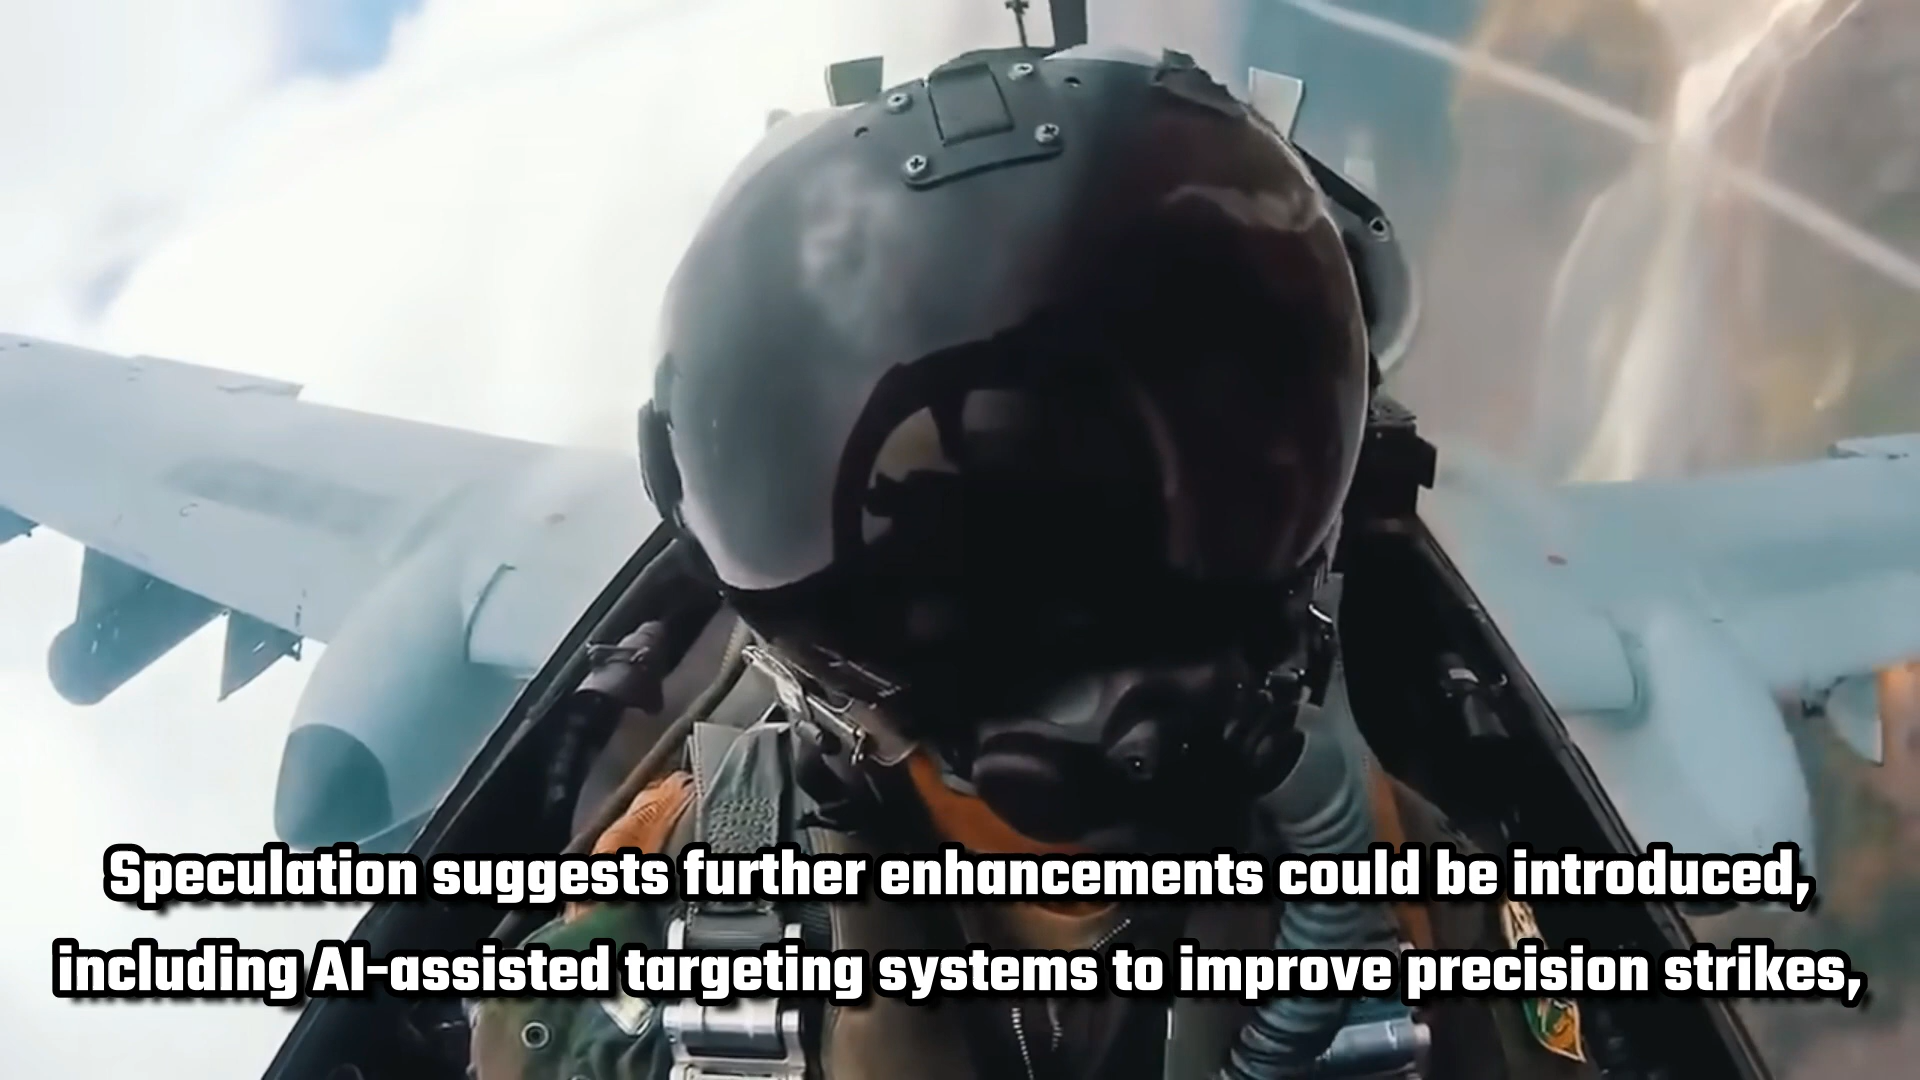 Speculation suggests further enhancements could be introduced,
including AI-assisted targeting systems to improve precision strikes,